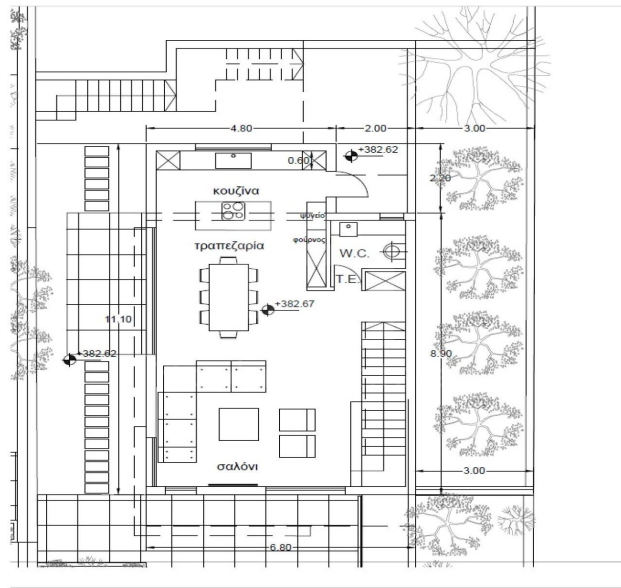 4.80
2.00
3.00
+382.62
0.60
2.20
κουζίνα
ψυγείο
τραπεζαρία
φούρνος
W.C.
T.E.
+382.67
11.10
+382.62
8.90
σαλόνι
3.00
6.80